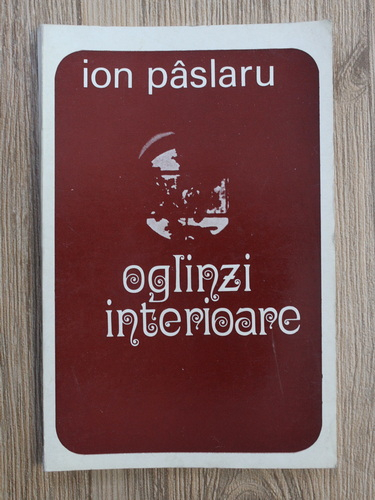 ion pâslaru
oglinzi
interioare